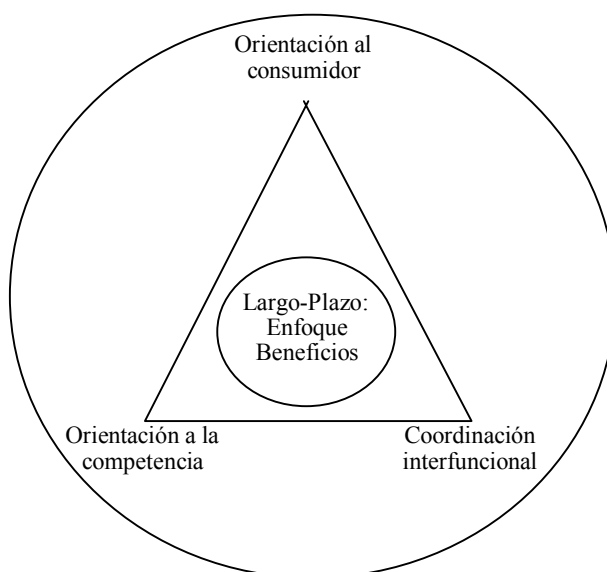 Orientación al
consumidor
Largo-Plazo:
Enfoque
Beneficios
Orientación a la
competencia
Coordinación
interfuncional